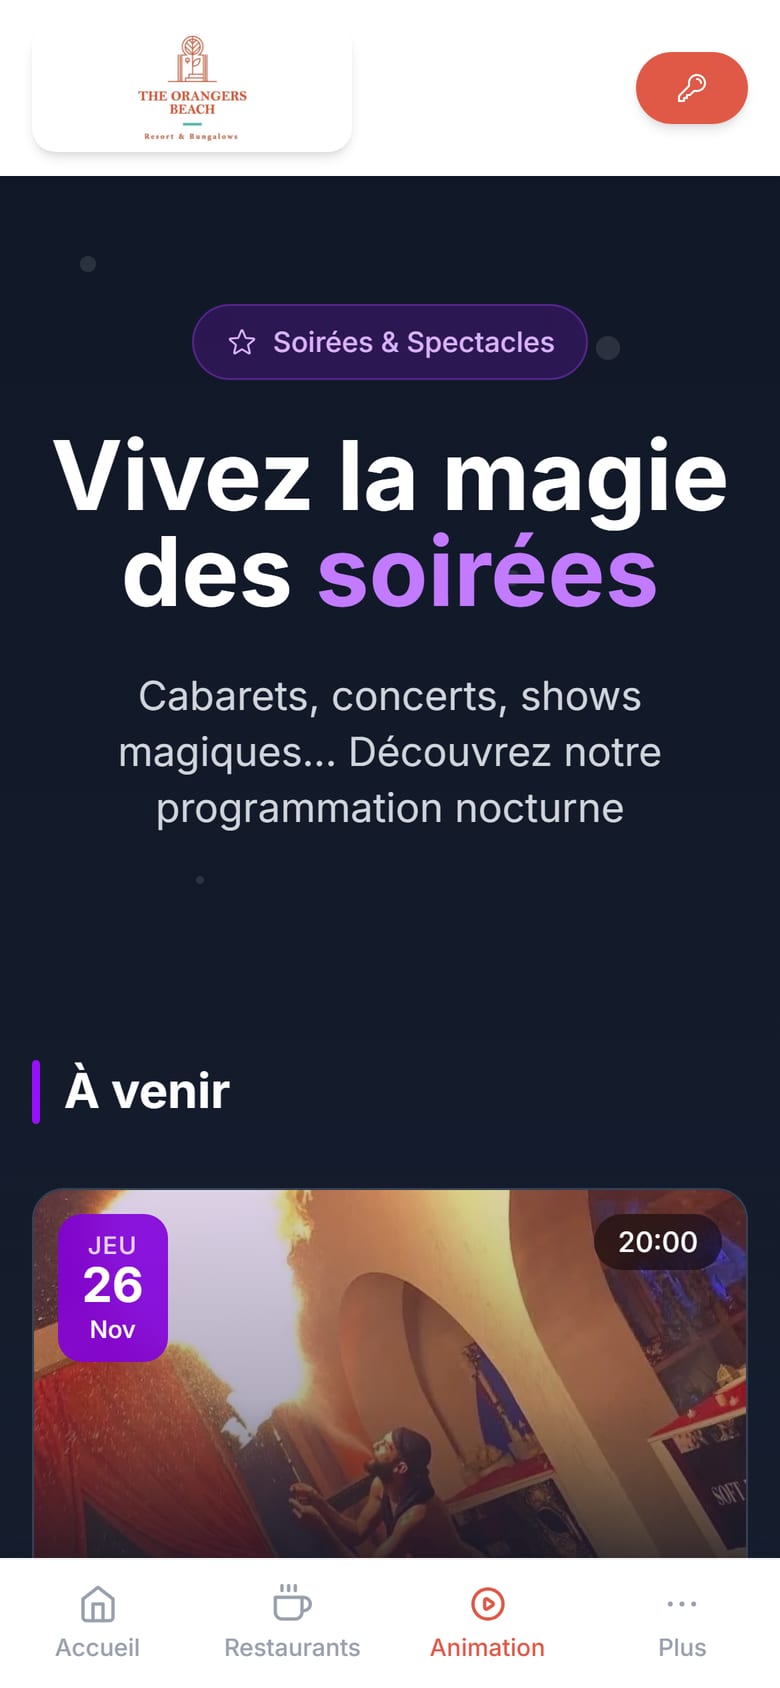 THE ORANGERS
BEACH
Resort & Bungalows
Soirées & Spectacles
Vivez la magie
des soirées
Cabarets, concerts, shows
magiques... Découvrez notre
programmation nocturne
À venir
JEU
26
Nov
20:00
SOFT
Accueil
Restaurants
Animation
Plus